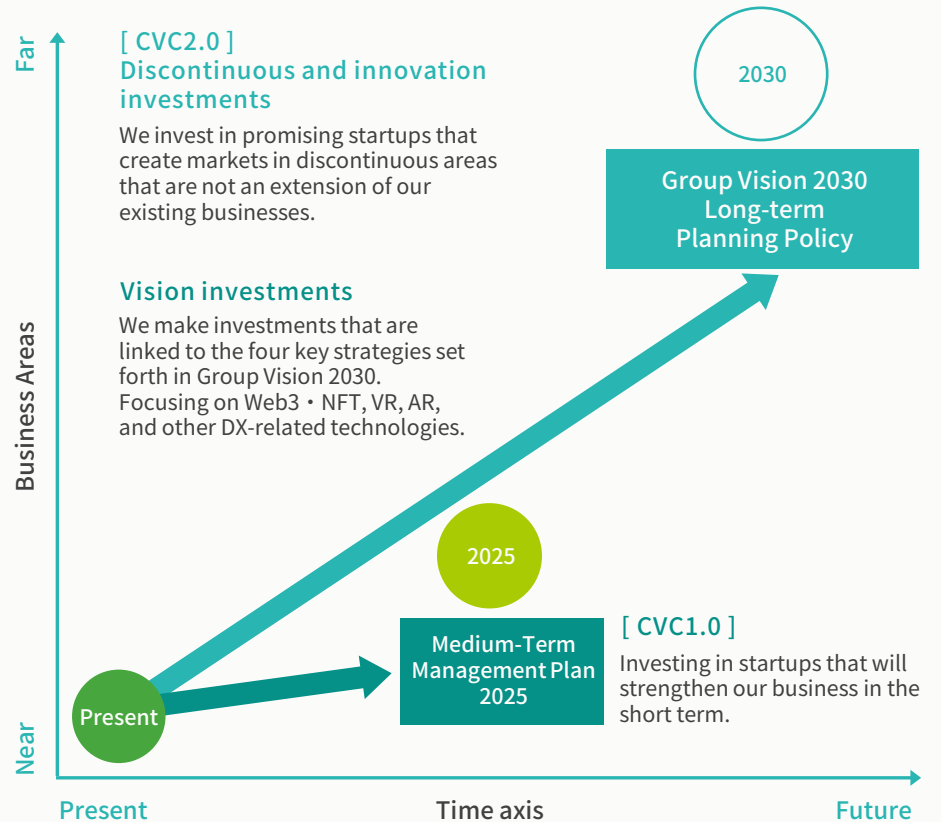 Far
[ CVC2.0 ]
Discontinuous and innovation
investments
We invest in promising startups that
create markets in discontinuous areas
that are not an extension of our
existing businesses.
2030
Group Vision 2030
Long-term
Planning Policy
Vision investments
We make investments that are
linked to the four key strategies set
forth in Group Vision 2030.
Focusing on Web3・NFT, VR, AR,
and other DX-related technologies.
Business Areas
2025
Medium-Term
Management Plan
2025
[ CVC1.0 ]
Investing in startups that will
strengthen our business in the
short term.
Present
Near
Present
Time axis
Future